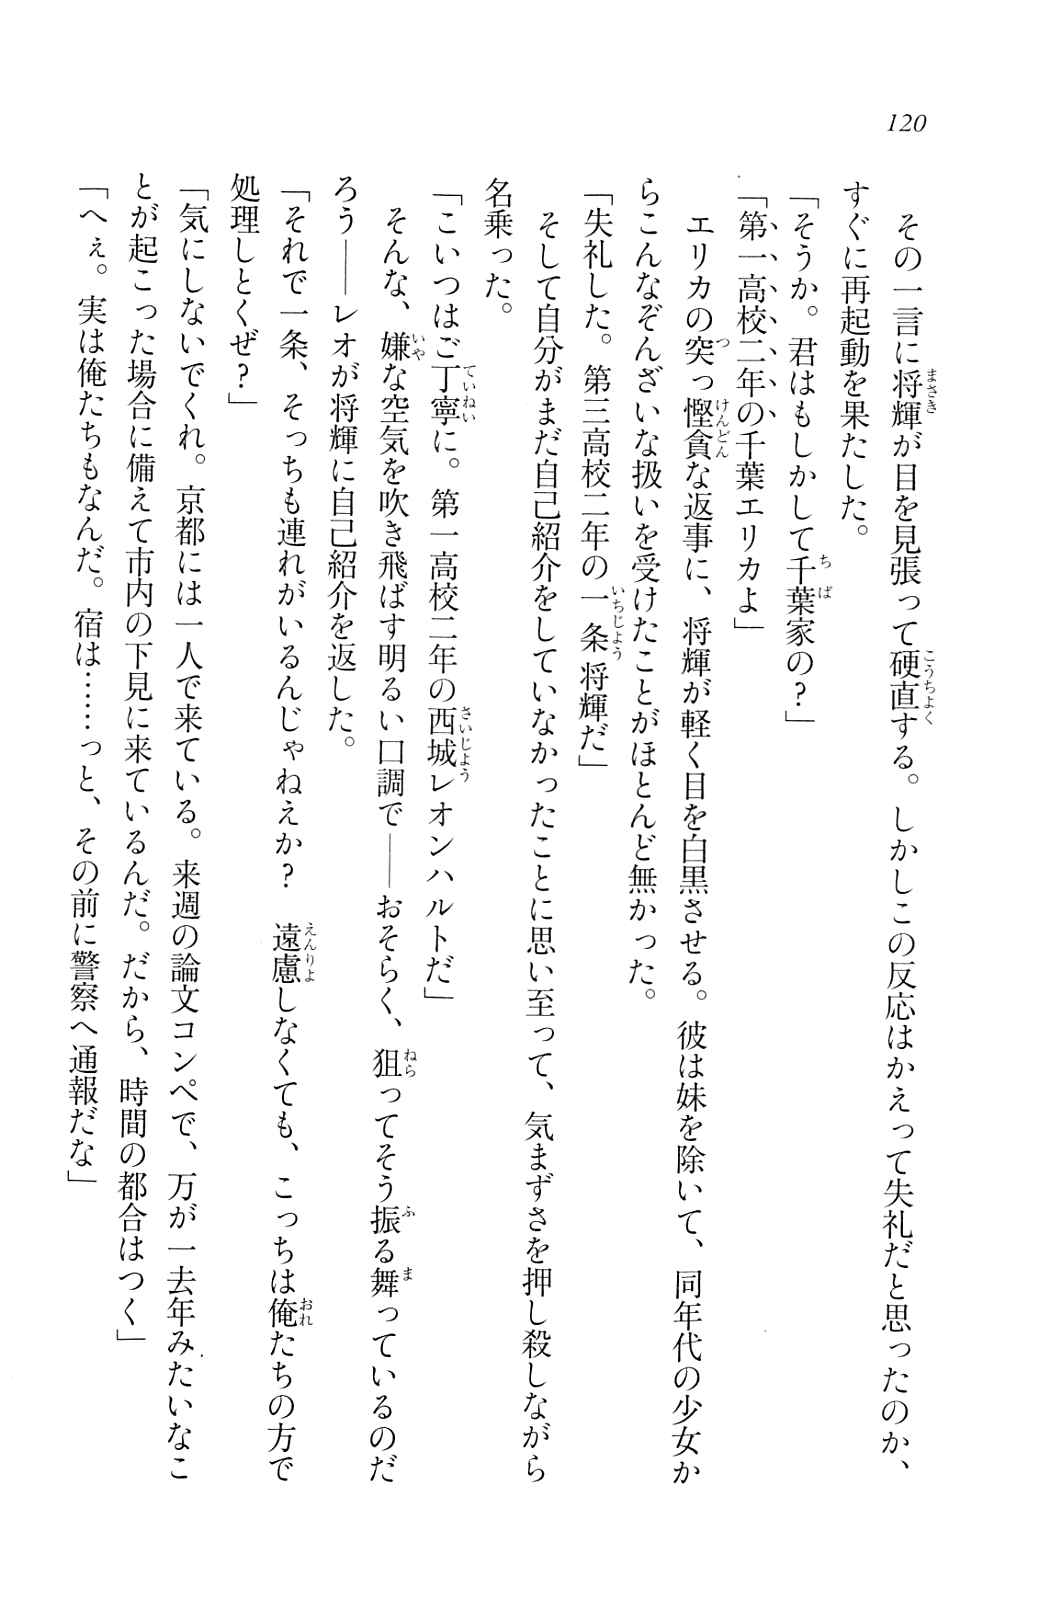 120
その一言に将輝が目を見張って硬直する。しかしこの反応はかえって失礼だと思ったのか、
すぐに再起動を果たした。
「そうか。君はもしかして千葉家の？」
「第一高校二年の千葉エリカよ」
エリカの突っ慳貪な返事に、将輝が軽く目を白黒させる。彼は妹を除いて、同年代の少女か
らこんなぞんざいな扱いを受けたことがほとんど無かった。
「失礼した。第三高校二年の一条将輝だ」
そして自分がまだ自己紹介をしていなかったことに思い至って、気まずさを押し殺しながら
名乗った。
「こいつはご丁寧に。第一高校二年の西城レオンハルトだ」
そんな、嫌な空気を吹き飛ばす明るい口調で――おそらく、狙ってそう振る舞っているのだ
ろう――レオが将輝に自己紹介を返した。
「それで一条、そっちも連れがいるんじゃねえか？　遠慮しなくても、こっちは俺たちの方で
処理しとくぜ？」
「気にしないでくれ。京都には一人で来ている。来週の論文コンペで、万が一去年みたいなこ
とが起こった場合に備えて市内の下見に来ているんだ。だから、時間の都合はつく」
「へぇ。実は俺たちもなんだ。宿は……っと、その前に警察へ通報だな」